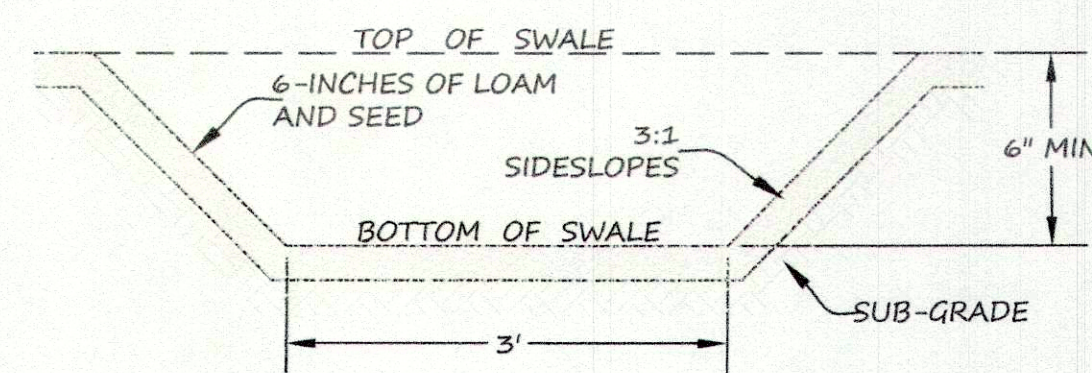 TOP OF SWALE
6-INCHES OF LOAM
AND SEED
3:1
SIDESLOPES
6" MIN
BOTTOM OF SWALE
SUB-GRADE
3'